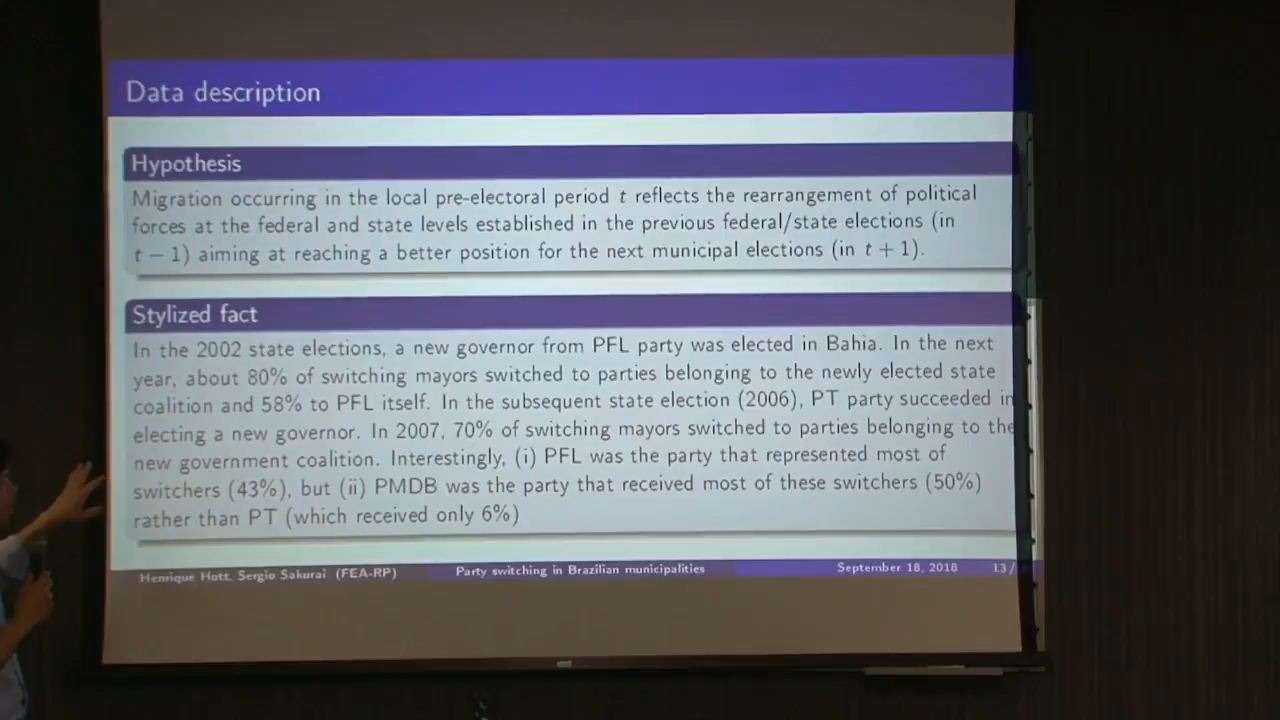 Data description
Hypothesis
Migration occurring in the local pre-electoral period t reflects the rearrangement of political
forces at the federal and state levels established in the previous federal/state elections (in
t − 1) aiming at reaching a better position for the next municipal elections (in t + 1).
Stylized fact
In the 2002 state elections, a new governor from PFL party was elected in Bahia. In the next
year, about 80% of switching mayors switched to parties belonging to the newly elected state
coalition and 58% to PFL itself. In the subsequent state election (2006), PT party succeeded in
electing a new governor. In 2007, 70% of switching mayors switched to parties belonging to the
new government coalition. Interestingly, (i) PFL was the party that represented most of
switchers (43%), but (ii) PMDB was the party that received most of these switchers (50%)
rather than PT (which received only 6%)
Henrique Hott, Sergio Sakurai (FEA-RP) Party switching in Brazilian municipalities September 18, 2018 13 /